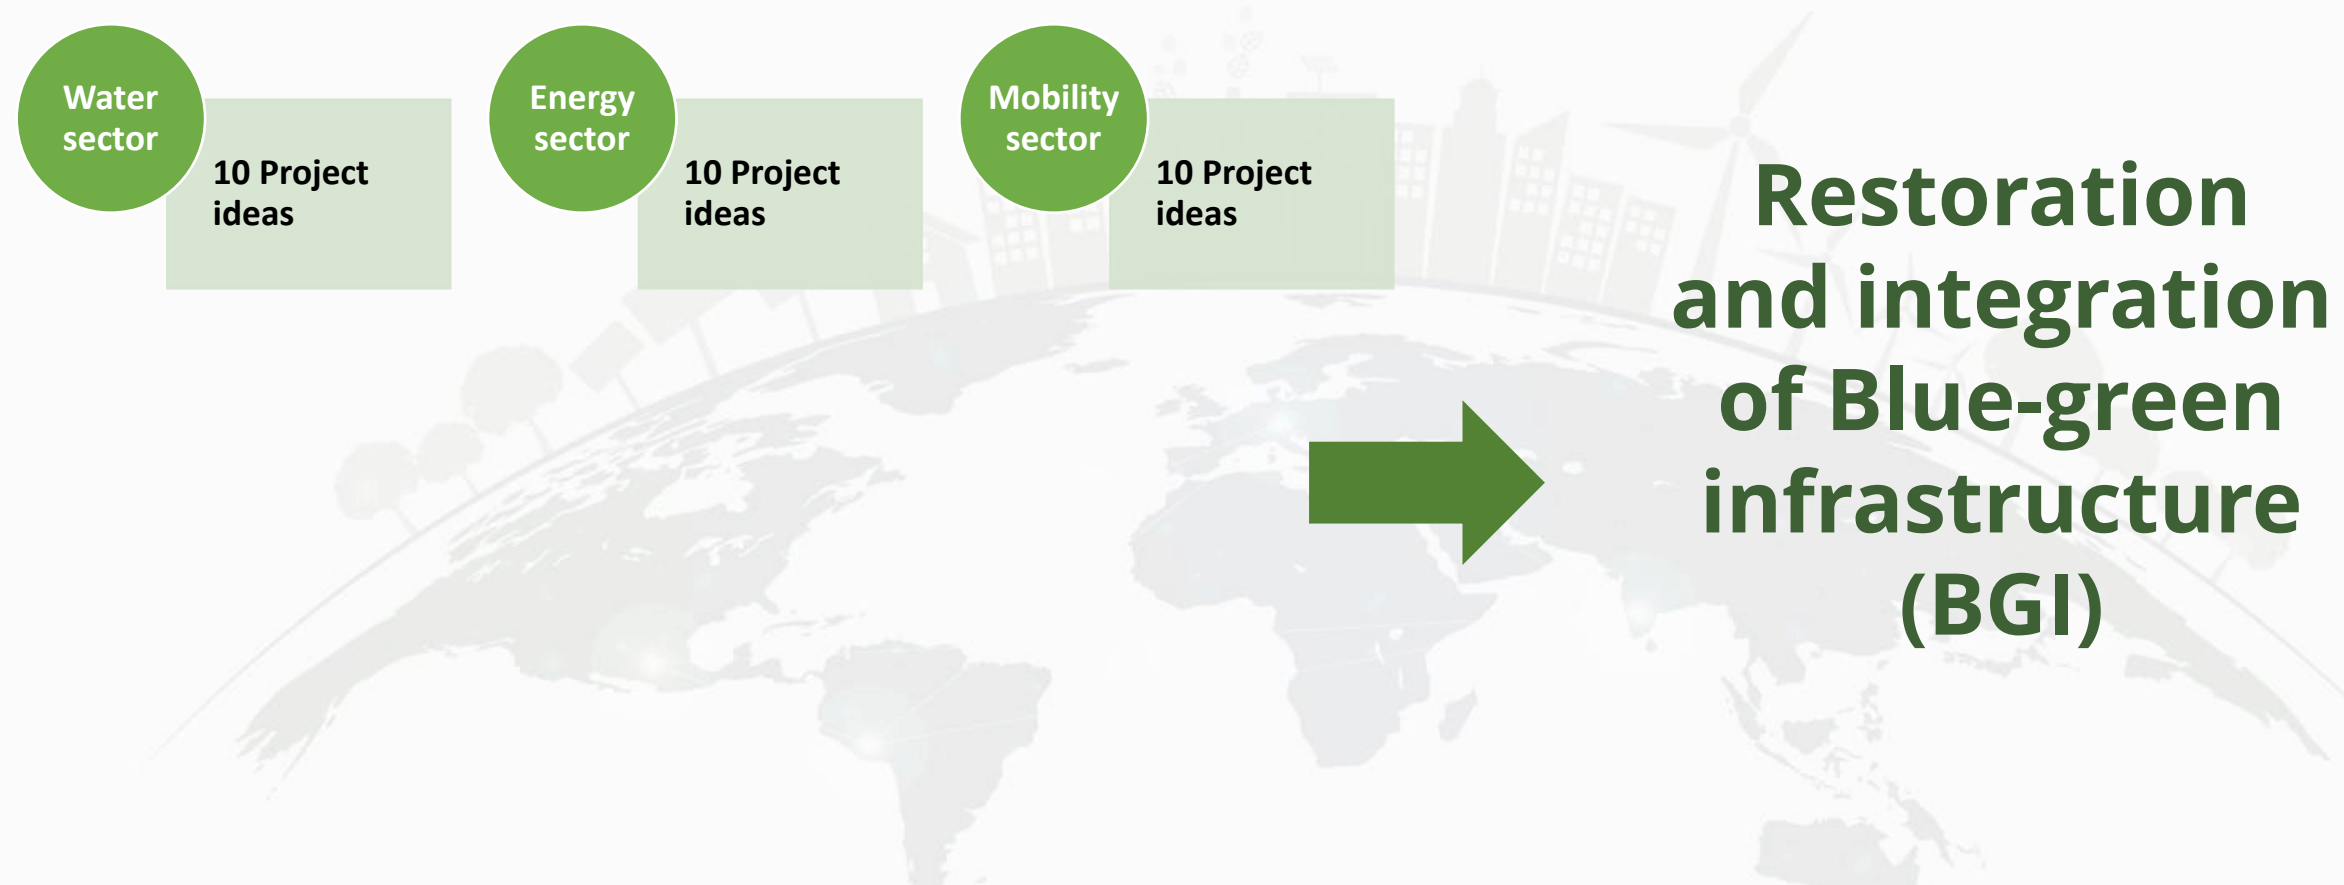 Water
sector
10 Project
ideas
Energy
sector
10 Project
ideas
Mobility
sector
10 Project
ideas
Restoration
and integration
of Blue-green
infrastructure
(BGI)